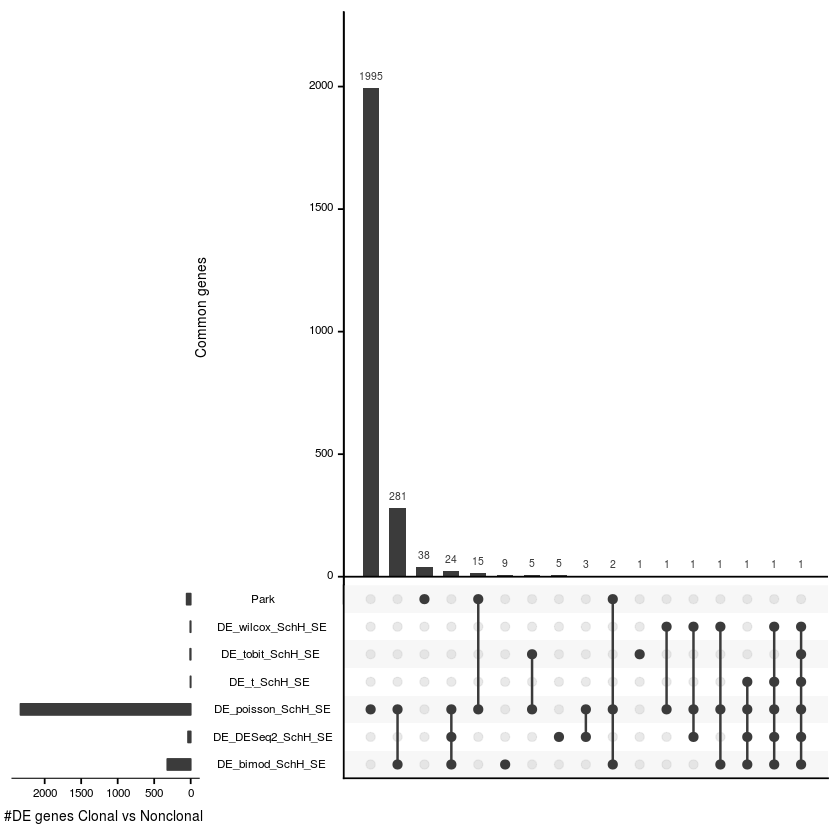 1995
2000
1500
Common genes
1000
500
281
38
24
15
9
5
5
3
2
1
1
1
1
1
1
1
0
Park
DE_wilcox_SchH_SE
DE_tobit_SchH_SE
DE_t_SchH_SE
DE_poisson_SchH_SE
DE_DESeq2_SchH_SE
DE_bimod_SchH_SE
2000 1500 1000 500 0
#DE genes Clonal vs Nonclonal